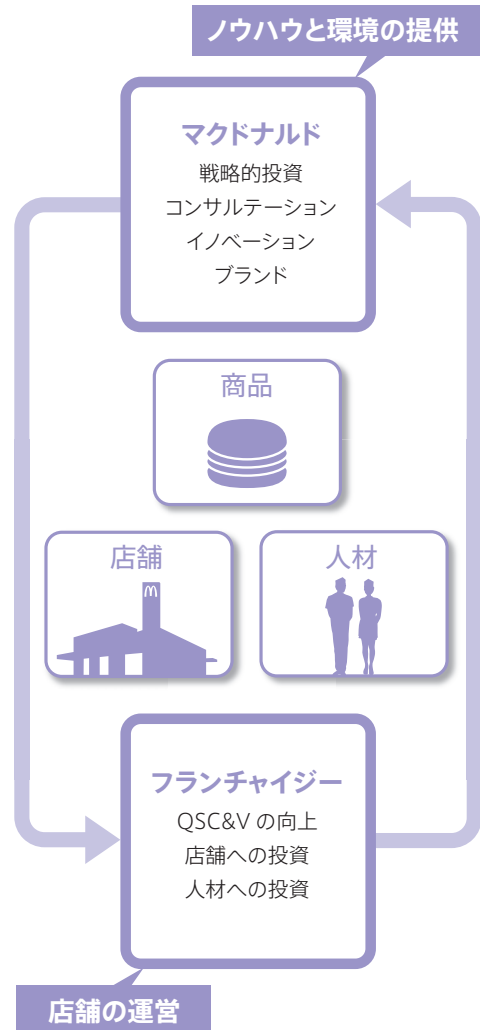 ノウハウと環境の提供
マクドナルド
戦略的投資
コンサルテーション
イノベーション
ブランド
商品
店舗
人材
フランチャイジー
QSC&V の向上
店舗への投資
人材への投資
店舗の運営